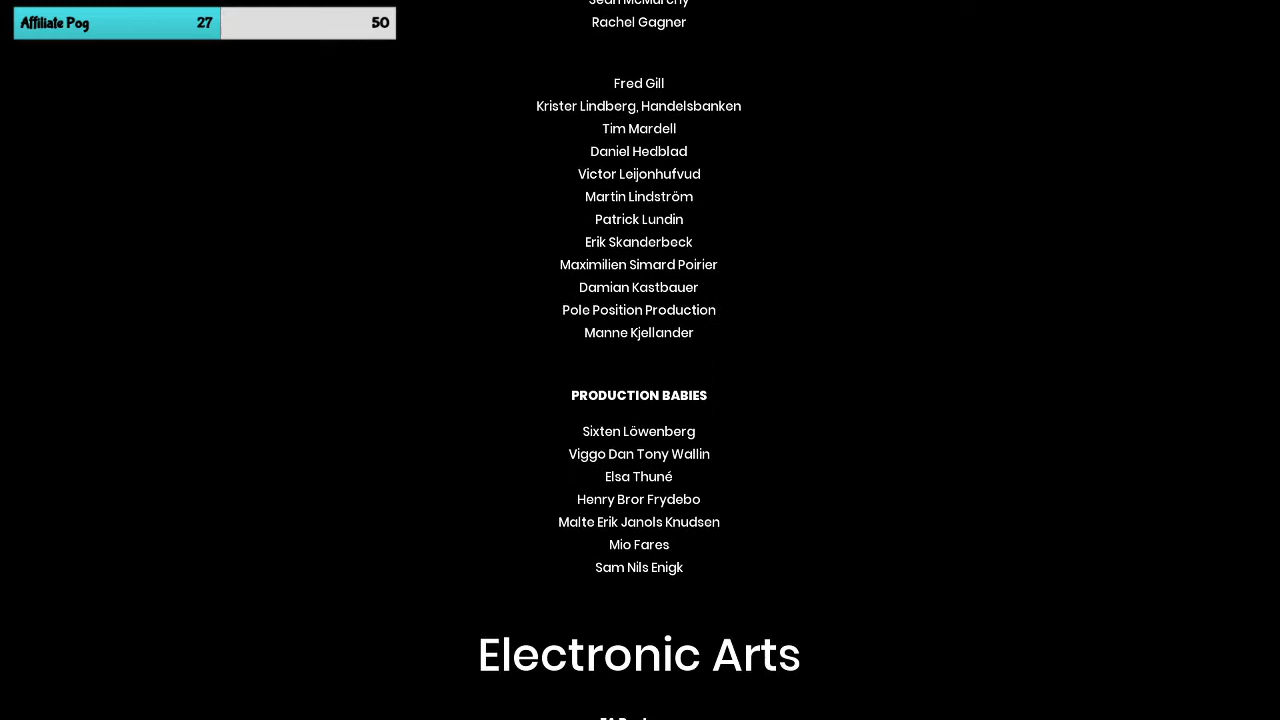 Affiliate Pog 27 50
Sean McMurchy
Rachel Gagner
Fred Gill
Krister Lindberg, Handelsbanken
Tim Mardell
Daniel Hedblad
Victor Leijonhufvud
Martin Lindström
Patrick Lundin
Erik Skanderbeck
Maximilien Simard Poirier
Damian Kastbauer
Pole Position Production
Manne Kjellander
PRODUCTION BABIES
Sixten Löwenberg
Viggo Dan Tony Wallin
Elsa Thuné
Henry Bror Frydebo
Malte Erik Janols Knudsen
Mio Fares
Sam Nils Enigk
Electronic Arts